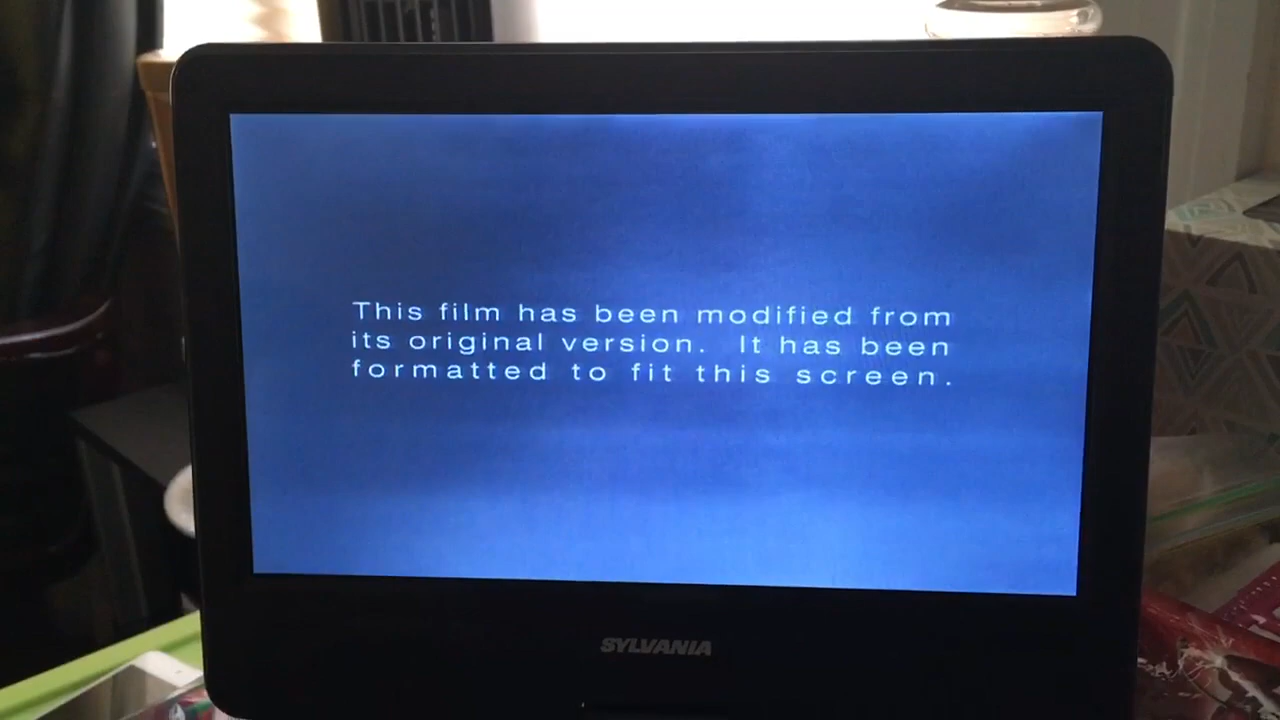 This film has been modified from
its original version. It has been
formatted to fit this screen.
SYLVANIA